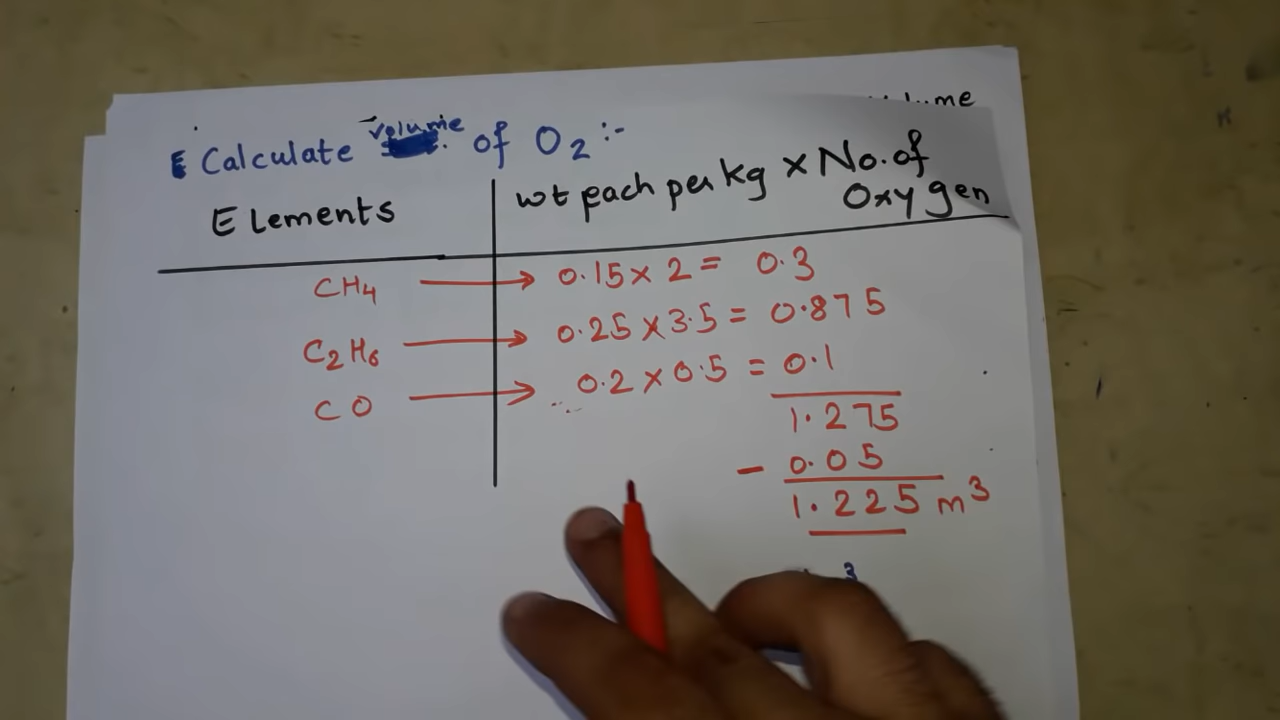 Calculate volume of O2 :-
Elements
wt each per kg × No. of
Oxygen
CH4 → 0.15 × 2 = 0.3
C2H6 → 0.25 × 3.5 = 0.875
CO → 0.2 × 0.5 = 0.1
1.275
- 0.05
1.225 m³